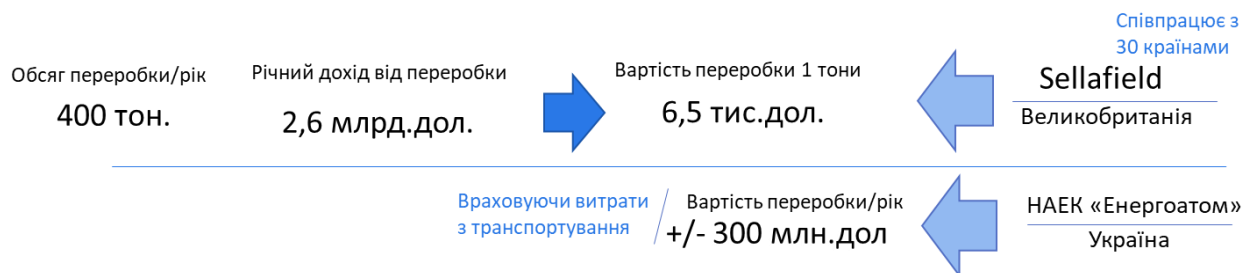 Співпрацює з
30 країнами
Обсяг переробки/рік
400 тон.
Річний дохід від переробки
2,6 млрд.дол.
Вартість переробки 1 тони
6,5 тис.дол.
Sellafield
Великобританія
Враховуючи витрати
з транспортування
Вартість переробки/рік
+/- 300 млн.дол
НАЕК «Енергоатом»
Україна